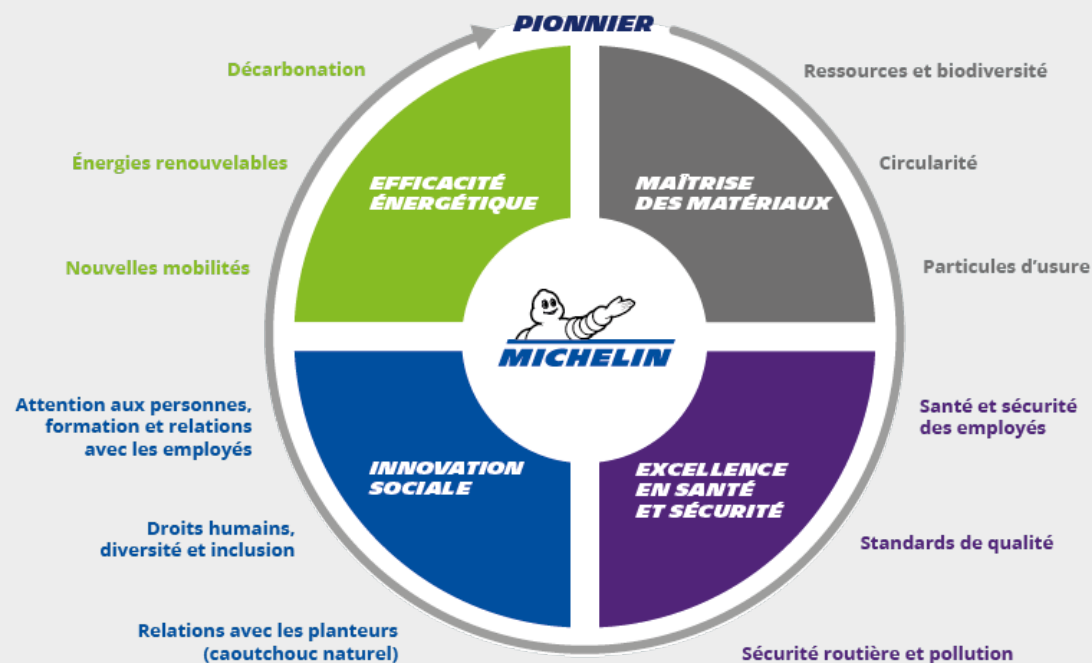 PIONNIER
Décarbonation
Énergies renouvelables
Nouvelles mobilités
EFFICACITÉ
ÉNERGÉTIQUE
Ressources et biodiversité
Circularité
Particules d’usure
MAÎTRISE
DES MATÉRIAUX
MICHELIN
Attention aux personnes,
formation et relations
avec les employés
Droits humains,
diversité et inclusion
Relations avec les planteurs
(caoutchouc naturel)
INNOVATION
SOCIALE
EXCELLENCE
EN SANTÉ
ET SÉCURITÉ
Santé et sécurité
des employés
Standards de qualité
Sécurité routière et pollution